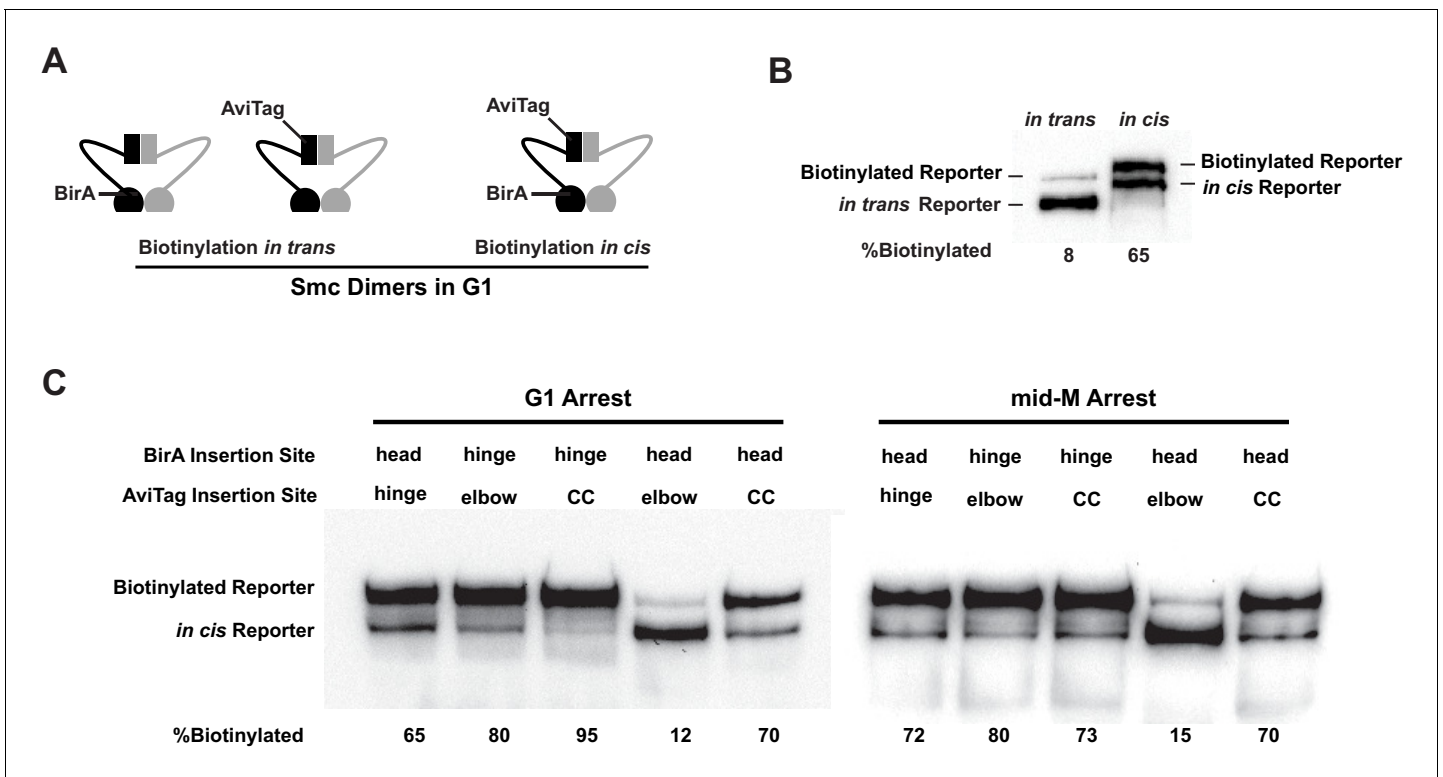 A
AviTag
BirA
Biotinylation in trans
AviTag
BirA
Biotinylation in cis
Smc Dimers in G1
B
in trans in cis
Biotinylated Reporter
in trans Reporter
Biotinylated Reporter
in cis Reporter
%Biotinylated 8 65
C
G1 Arrest
mid-M Arrest
BirA Insertion Site head hinge hinge head head head hinge hinge head head
AviTag Insertion Site hinge elbow CC elbow CC hinge elbow CC elbow CC
Biotinylated Reporter
in cis Reporter
%Biotinylated 65 80 95 12 70 72 80 73 15 70